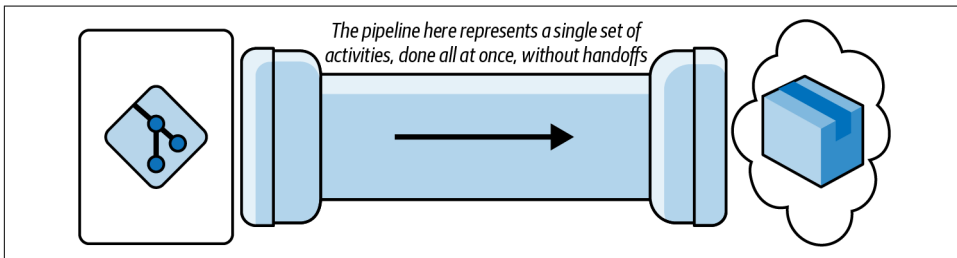 The pipeline here represents a single set of
activities, done all at once, without handoffs